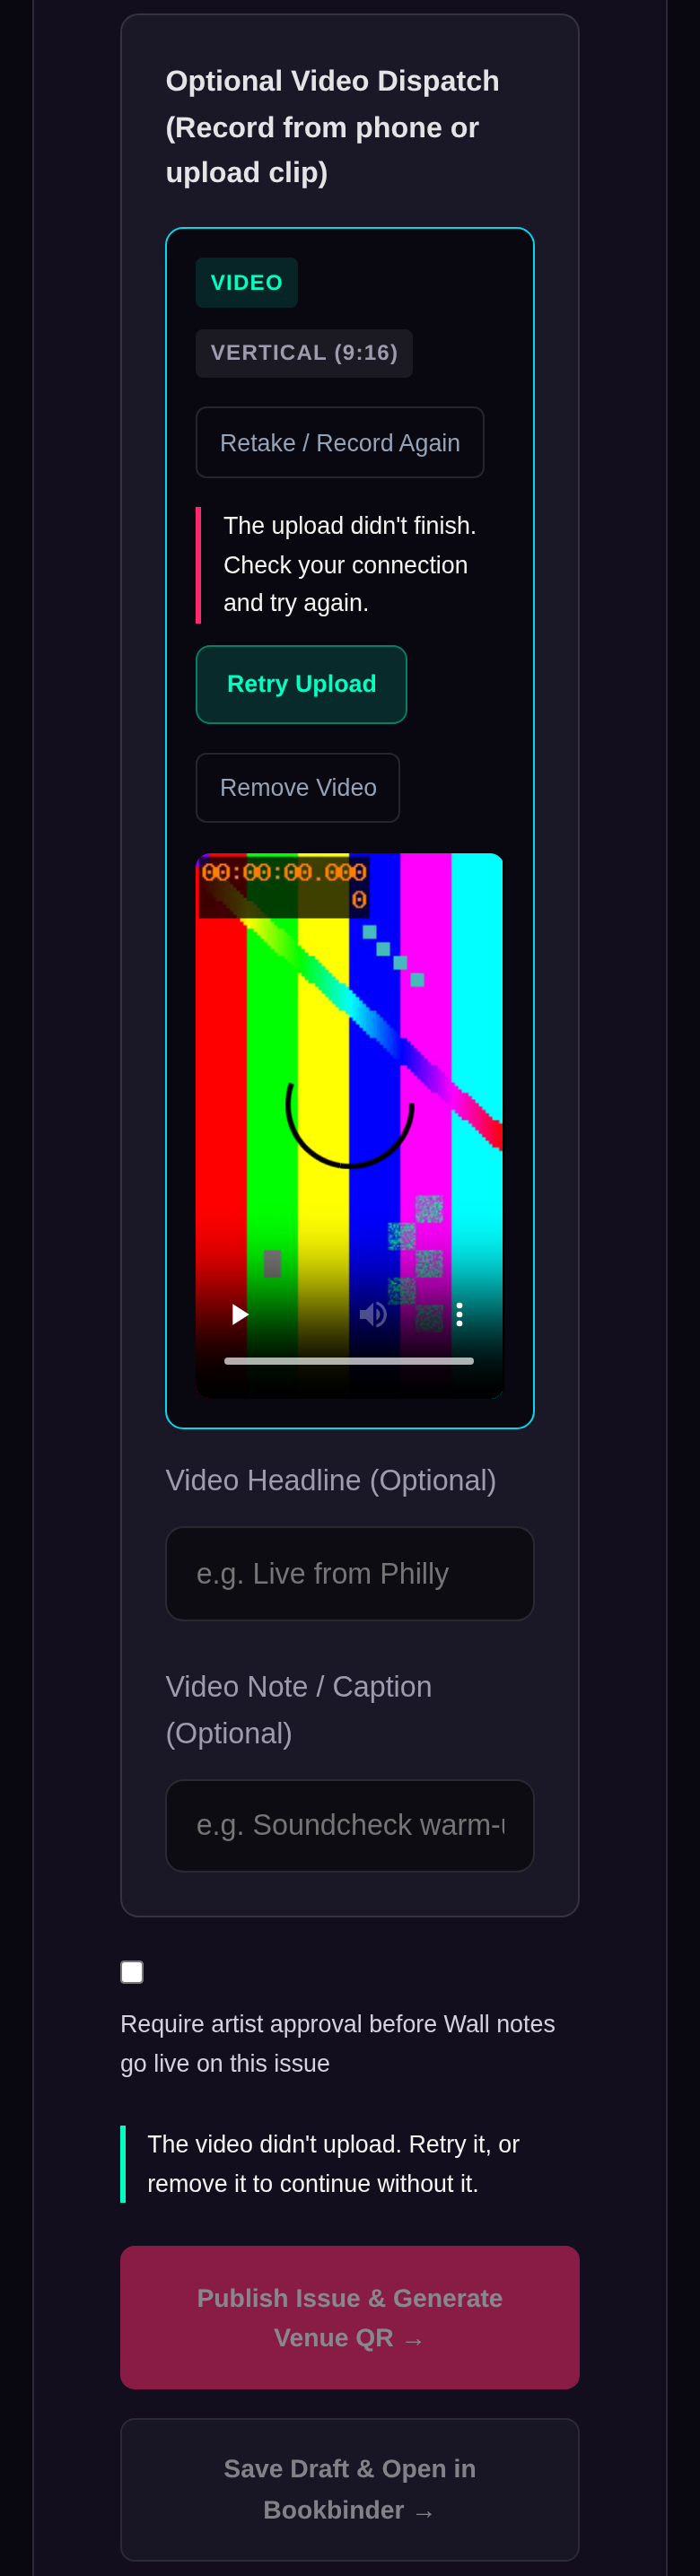 Optional Video Dispatch
(Record from phone or
upload clip)
VIDEO
VERTICAL (9:16)
Retake / Record Again
The upload didn't finish.
Check your connection
and try again.
Retry Upload
Remove Video
00:00:00.000
0
Video Headline (Optional)
e.g. Live from Philly
Video Note / Caption
(Optional)
e.g. Soundcheck
Require artist approval before Wall notes
go live on this issue
The video didn't upload. Retry it, or
remove it to continue without it.
Publish Issue & Generate
Venue QR →
Save Draft & Open in
Bookbinder →